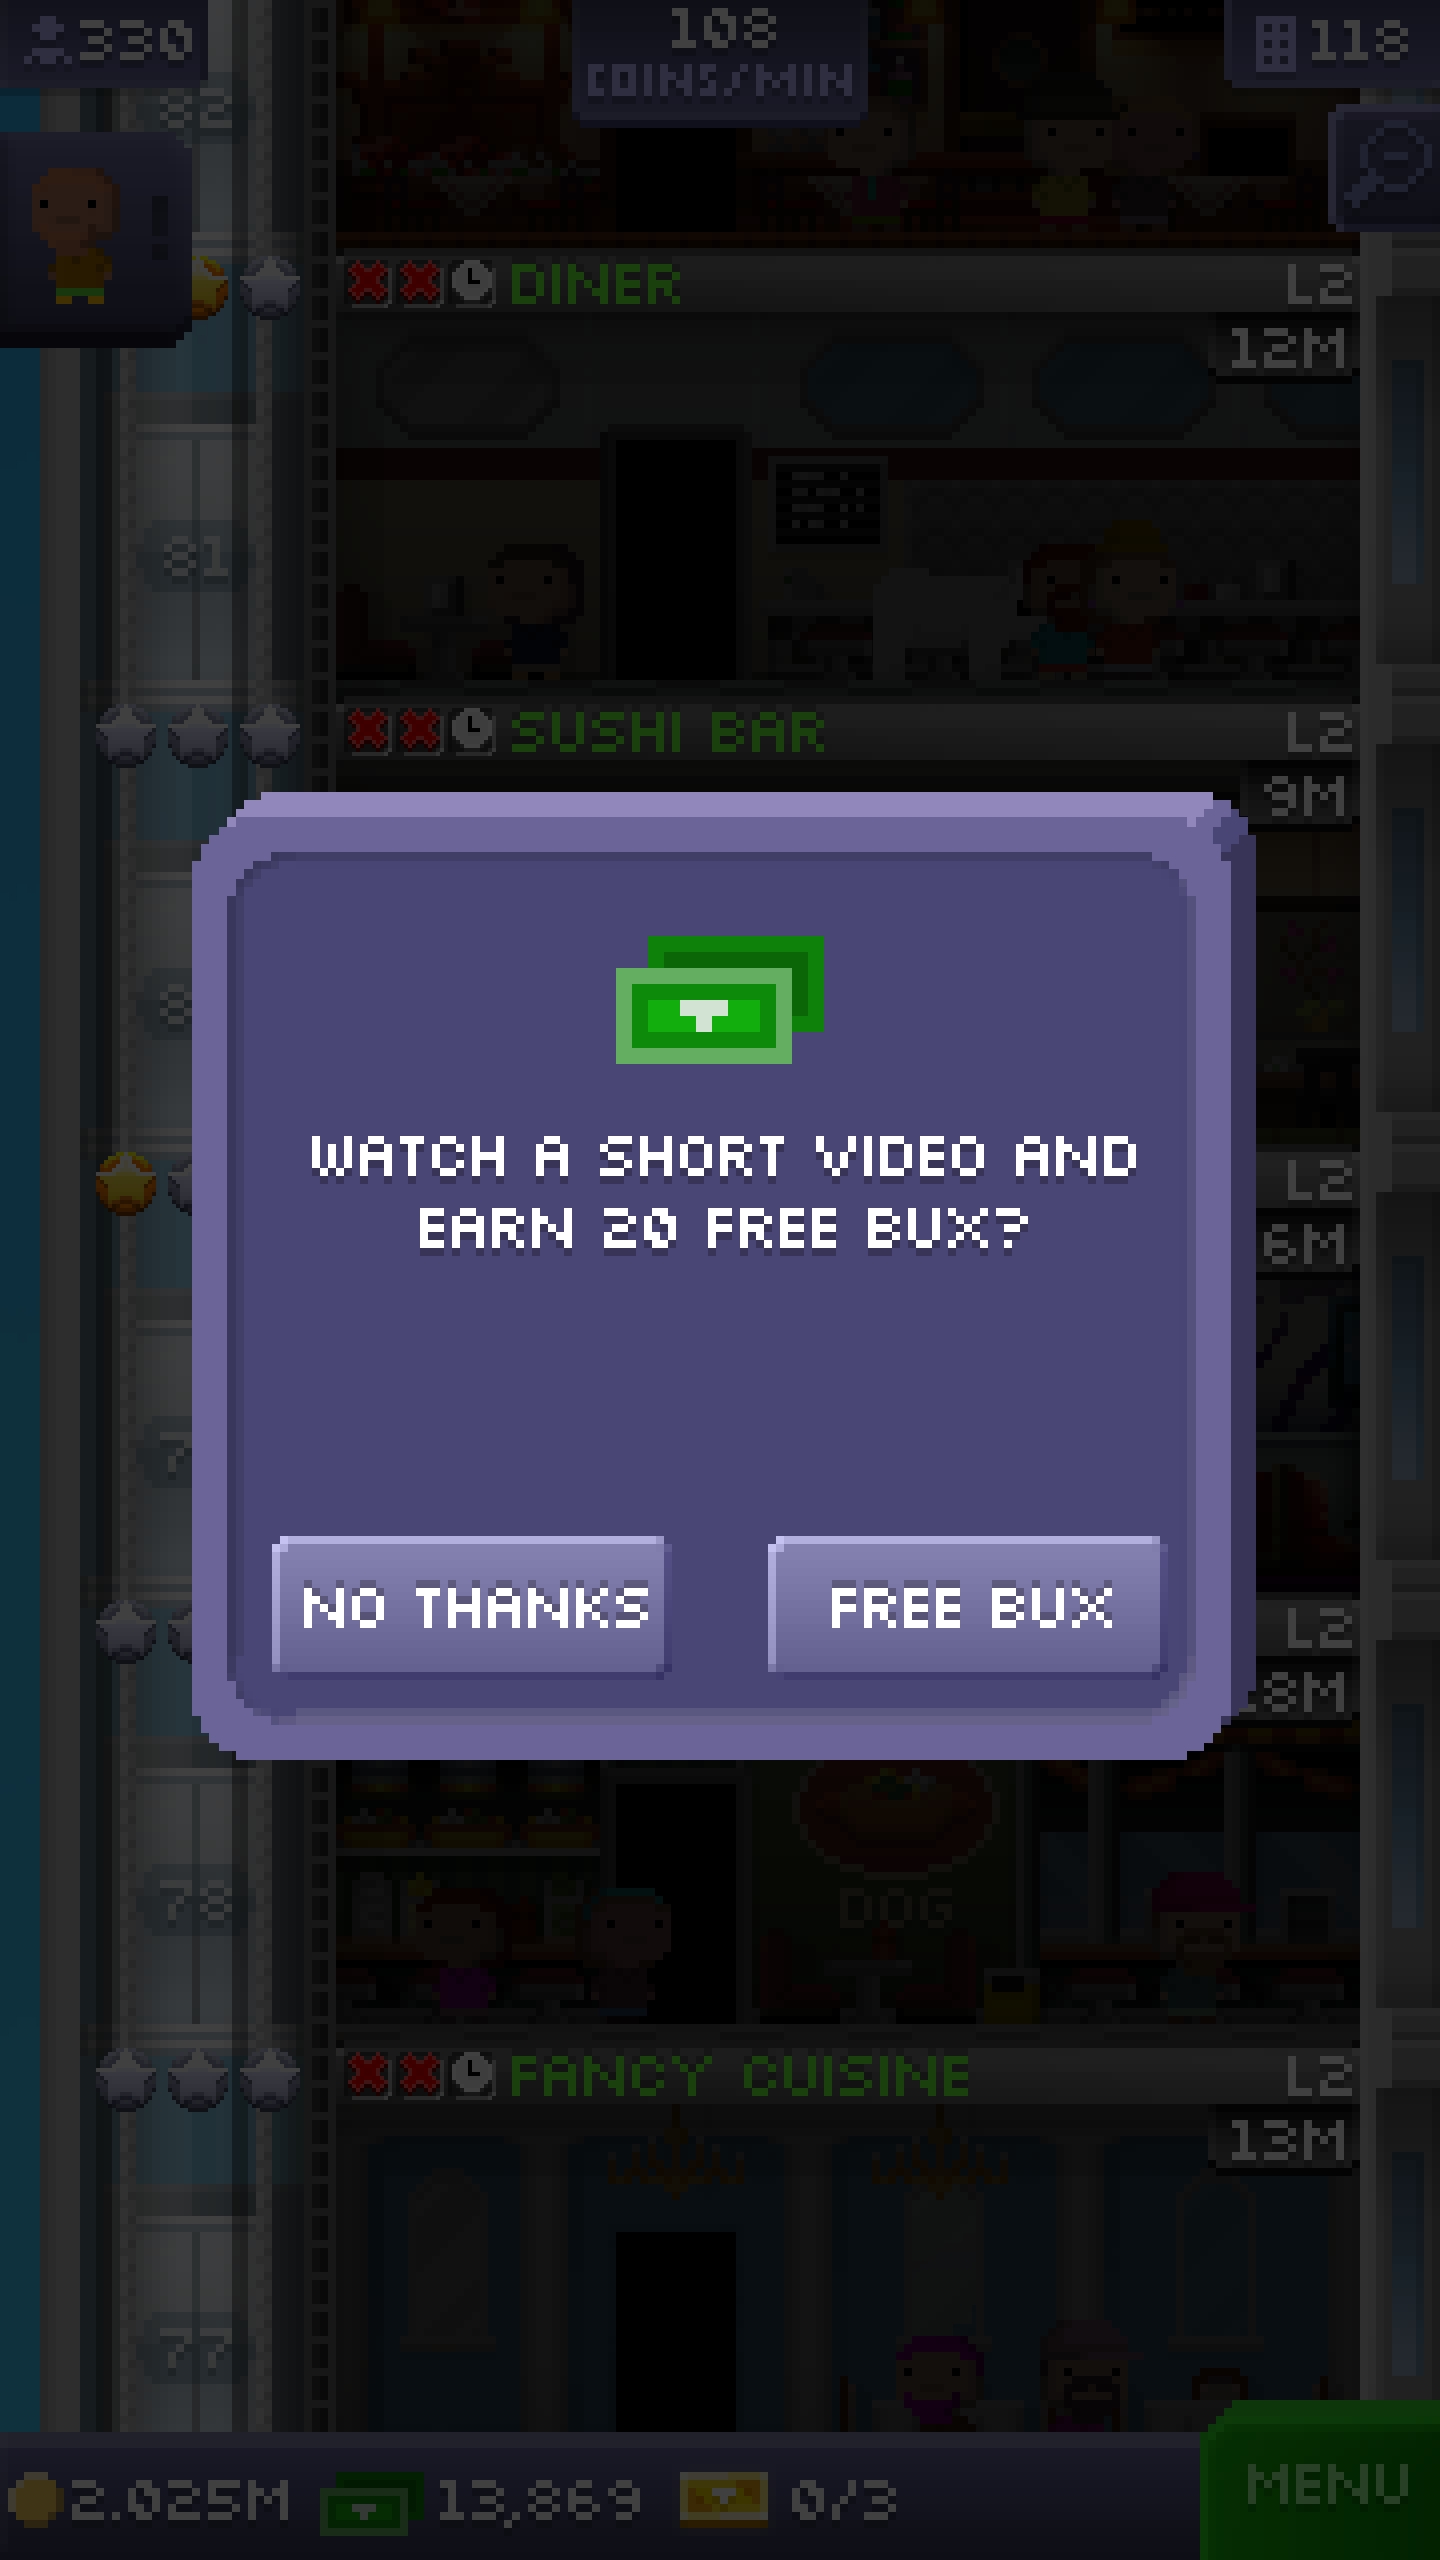 330
108
COINS/MIN
118
82
DINER
L2
12M
81
SUSHI BAR
L2
9M
WATCH A SHORT VIDEO AND
EARN 20 FREE BUX?
L2
6M
NO THANKS
FREE BUX
L2
18M
78
DOG
FANCY CUISINE
L2
13M
77
2.025M
13,869
0/3
MENU